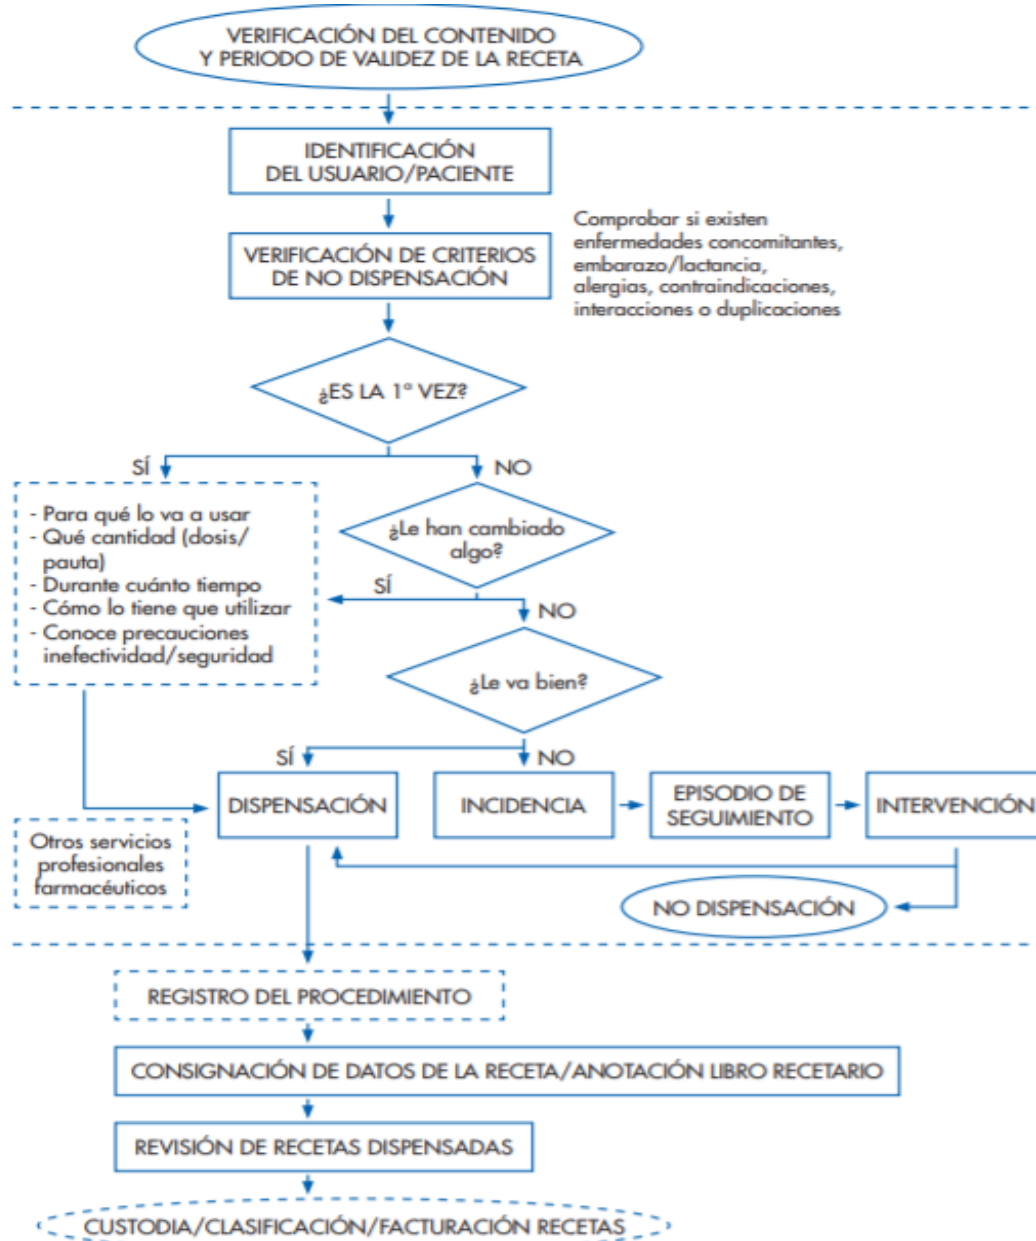 VERIFICACIÓN DEL CONTENIDO
Y PERIODO DE VALIDEZ DE LA RECETA
IDENTIFICACIÓN
DEL USUARIO/PACIENTE
VERIFICACIÓN DE CRITERIOS
DE NO DISPENSACIÓN
Comprobar si existen
enfermedades concomitantes,
embarazo/lactancia,
alergias, contraindicaciones,
interacciones o duplicaciones
¿ES LA 1º VEZ?
SÍ
NO
- Para qué lo va a usar
- Qué cantidad (dosis/
pauta)
- Durante cuánto tiempo
- Cómo lo tiene que utilizar
- Conoce precauciones
inefectividad/seguridad
¿Le han cambiado
algo?
SÍ
NO
¿Le va bien?
SÍ
NO
DISPENSACIÓN
INCIDENCIA
EPISODIO DE
SEGUIMIENTO
INTERVENCIÓN
Otros servicios
profesionales
farmacéuticos
NO DISPENSACIÓN
REGISTRO DEL PROCEDIMIENTO
CONSIGNACIÓN DE DATOS DE LA RECETA/ANOTACIÓN LIBRO RECETARIO
REVISIÓN DE RECETAS DISPENSADAS
CUSTODIA/CLASIFICACIÓN/FACTURACIÓN RECETAS